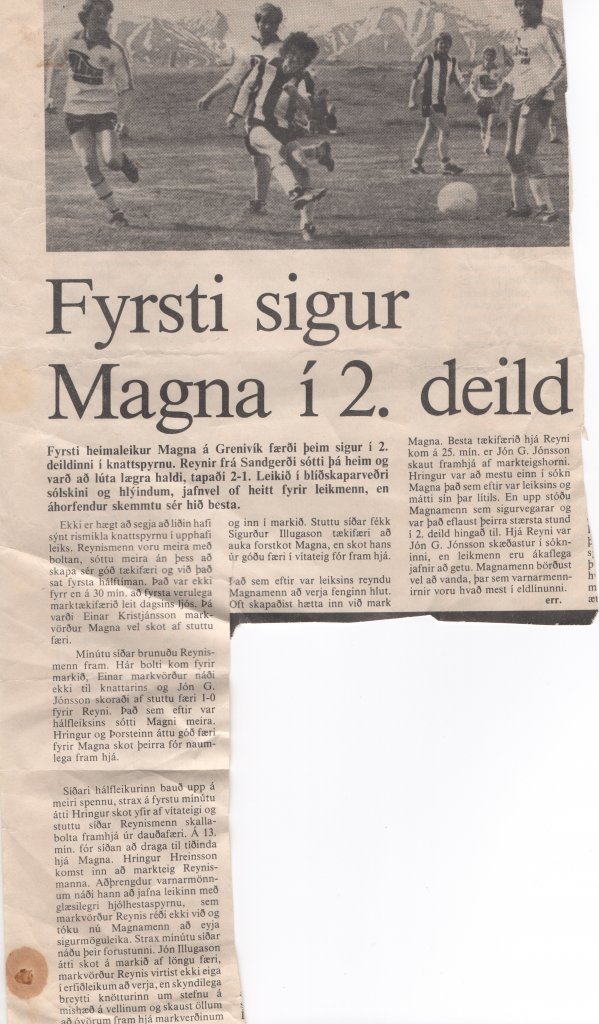 Fyrsti sigur
Magna í 2. deild
Fyrsti heimaleikur Magna á Grenivík færði þeim sigur í 2.
deildinni í knattspyrnu. Reynir frá Sandgerði sótti þá heim og
varð að lúta lægra haldi, tapaði 2-1. Leikið í blíðskaparveðri
sólskini og hlýindum, jafnvel of heitt fyrir leikmenn, en
áhorfendur skemmtu sér hið besta.
Ekki er hægt að segja að liðin hafi
sýnt rismikla knattspyrnu í upphafi
leiks. Reynismenn voru meira með
boltan, sóttu meira án þess að
skapa sér góð tækifæri og við það
sat fyrsta hálftíman. Það var ekki
fyrr en á 30 mín. að fyrsta verulega
marktækifærið leit dagsins ljós. Þá
varði Einar Kristjánsson mark-
vörður Magna vel skot af stuttu
færi.
Mínútu síðar brunuðu Reynis-
menn fram. Hár bolti kom fyrir
markið, Einar markvörður náði
ekki til knattarins og Jón G.
Jónsson skoraði af stuttu færi 1-0
fyrir Reyni. Það sem eftir var
hálfleiksins sótti Magni meira.
Hringur og Þorsteinn áttu góð færi
fyrir Magna skot þeirra fór naum-
lega fram hjá.
Síðari hálfleikurinn bauð upp á
meiri spennu, strax á fyrstu mínútu
átti Hringur skot yfir af vítateigi og
stuttu síðar Reynismenn skalla-
bolta framhjá úr dauðafæri. Á 13.
mín. fór síðan að draga til tíðinda
hjá Magna. Hringur Hreinsson
komst inn að markteig Reynis-
manna. Aðþrengdur varnarmönn-
um náði hann að jafna leikinn með
glæsilegri hjólhestaspyrnu, sem
markvörður Reynis réði ekki við og
tóku nú Magnamenn að eyja
sigurmöguleika. Strax mínútu síðar
náðu þeir forustunni. Jón Illugason
átti skot á markið af löngu færi,
markvörður Reynis virtist ekki eiga
í erfiðleikum að verja, en skyndilega
breytti knötturinn um stefnu á
mishæð á vellinum og skaust öllum
að óvörum fram hjá markverðinum
og inn í markið. Stuttu síðar fékk
Sigurður Illugason tækifæri að
auka forskot Magna, en skot hans
úr góðu færi í vítateig fór fram hjá.
Það sem eftir var leiksins reyndu
Magnamenn að verja fenginn hlut.
Oft skapaðist hætta inn við mark
Magna. Besta tækifærið hjá Reyni
kom á 25. mín. er Jón G. Jónsson
skaut framhjá af markteigshorni.
Hringur var að mestu einn í sókn
Magna það sem eftir var leiksins og
mátti sín þar lítils. En upp stóðu
Magnamenn sem sigurvegarar og
var það eflaust þeirra stærsta stund
í 2. deild hingað til. Hjá Reyni var
Jón G. Jónsson skæðastur í sókn-
inni, en leikmenn eru ákaflega
jafnir að getu. Magnamenn börðust
vel að vanda, þar sem varnarmenn-
irnir voru hvað mest í eldlínunni.
err.